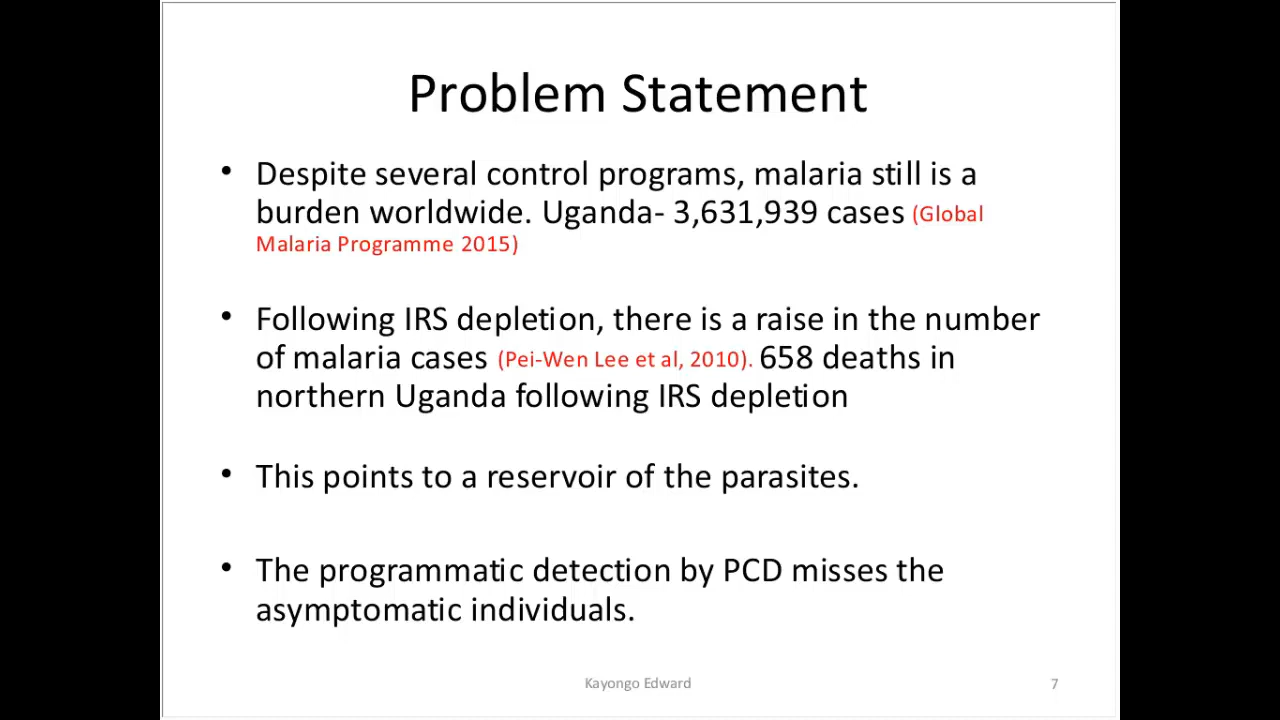 Problem Statement
• Despite several control programs, malaria still is a
burden worldwide. Uganda- 3,631,939 cases (Global
Malaria Programme 2015)
• Following IRS depletion, there is a raise in the number
of malaria cases (Pei-Wen Lee et al, 2010). 658 deaths in
northern Uganda following IRS depletion
• This points to a reservoir of the parasites.
• The programmatic detection by PCD misses the
asymptomatic individuals.
Kayongo Edward
7